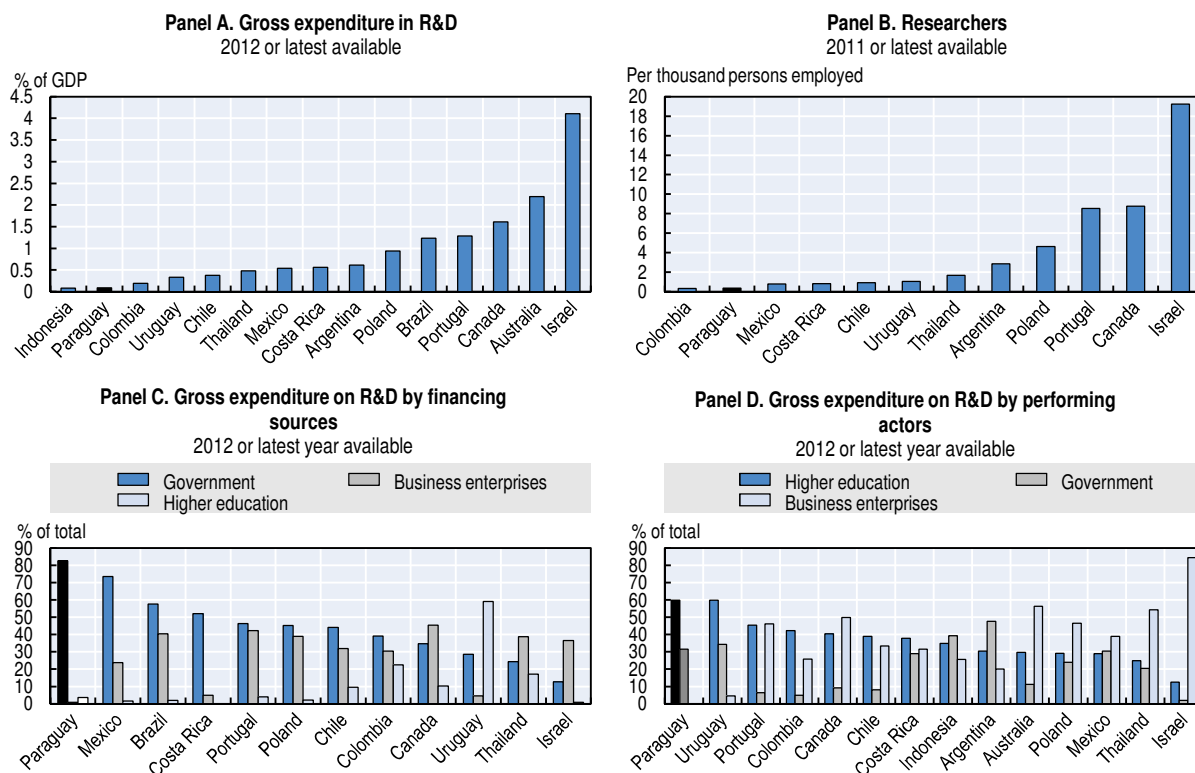 Panel A. Gross expenditure in R&D
2012 or latest available
% of GDP
4.5
4
3.5
3
2.5
2
1.5
1
0.5
0
Indonesia
Paraguay
Colombia
Uruguay
Chile
Thailand
Mexico
Costa Rica
Argentina
Poland
Brazil
Portugal
Canada
Australia
Israel
Panel B. Researchers
2011 or latest available
Per thousand persons employed
20
18
16
14
12
10
8
6
4
2
0
Colombia
Paraguay
Mexico
Costa Rica
Chile
Uruguay
Thailand
Argentina
Poland
Portugal
Canada
Israel
Panel C. Gross expenditure on R&D by financing
sources
2012 or latest year available
Government
Business enterprises
Higher education
% of total
90
80
70
60
50
40
30
20
10
0
Paraguay
Mexico
Brazil
Costa Rica
Portugal
Poland
Chile
Colombia
Canada
Uruguay
Thailand
Israel
Panel D. Gross expenditure on R&D by performing
actors
2012 or latest year available
Higher education
Government
Business enterprises
% of total
90
80
70
60
50
40
30
20
10
0
Paraguay
Uruguay
Portugal
Colombia
Canada
Chile
Costa Rica
Indonesia
Argentina
Australia
Poland
Mexico
Thailand
Israel